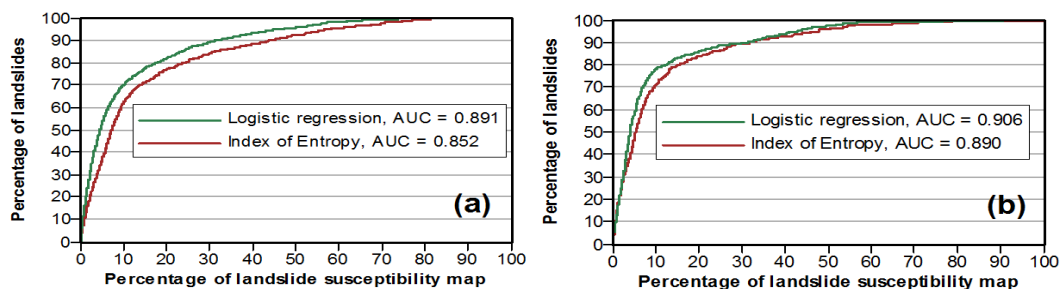 100
90
80
70
60
50
40
30
20
10
0
Percentage of landslides
Logistic regression, AUC = 0.891
Index of Entropy, AUC = 0.852
(a)
0 10 20 30 40 50 60 70 80 90 100
Percentage of landslide susceptibility map
100
90
80
70
60
50
40
30
20
10
0
Percentage of landslides
Logistic regression, AUC = 0.906
Index of Entropy, AUC = 0.890
(b)
0 10 20 30 40 50 60 70 80 90 100
Percentage of landslide susceptibility map